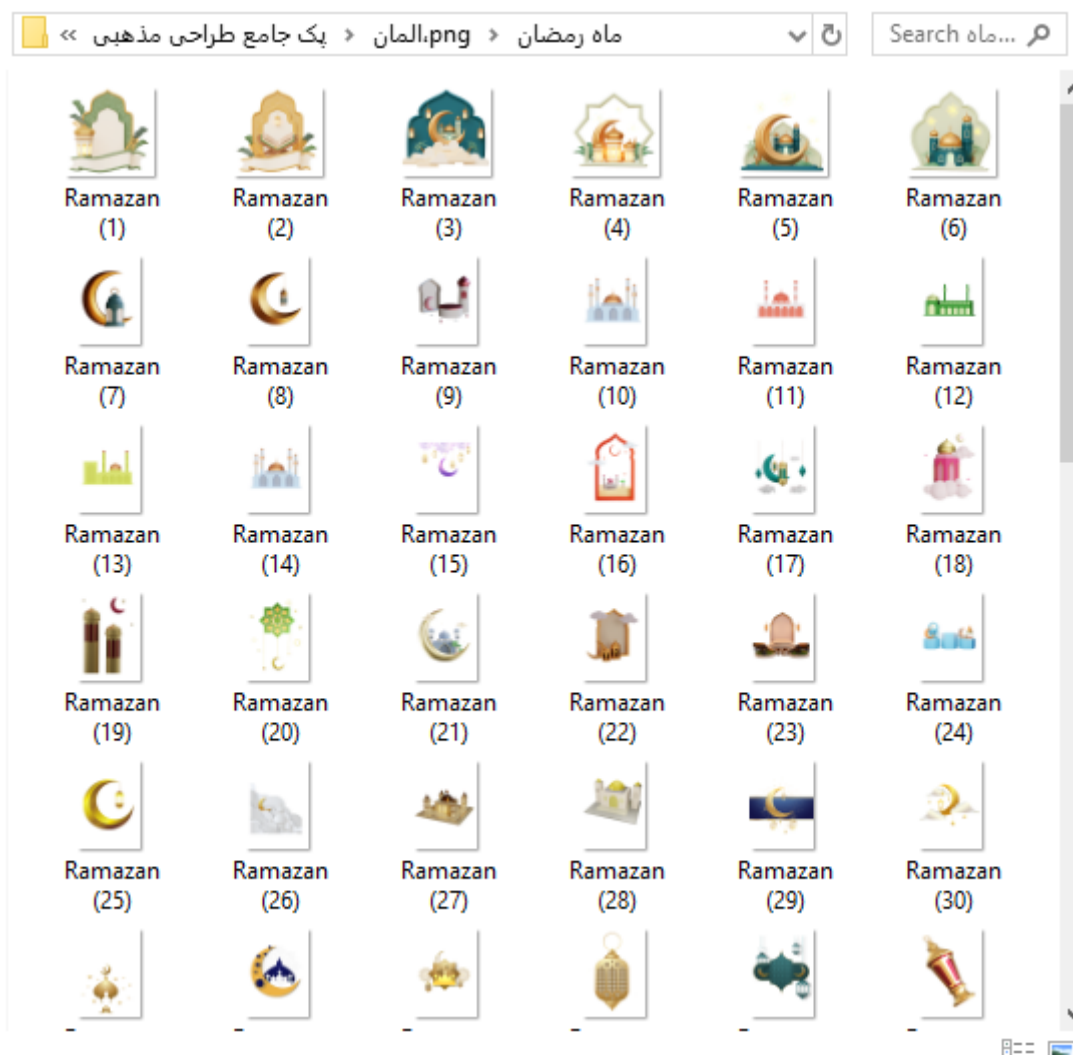 « پک جامع طراحی مذهبی › المان،png › ماه رمضان
Search ماه...
Ramazan (1)
Ramazan (2)
Ramazan (3)
Ramazan (4)
Ramazan (5)
Ramazan (6)
Ramazan (7)
Ramazan (8)
Ramazan (9)
Ramazan (10)
Ramazan (11)
Ramazan (12)
Ramazan (13)
Ramazan (14)
Ramazan (15)
Ramazan (16)
Ramazan (17)
Ramazan (18)
Ramazan (19)
Ramazan (20)
Ramazan (21)
Ramazan (22)
Ramazan (23)
Ramazan (24)
Ramazan (25)
Ramazan (26)
Ramazan (27)
Ramazan (28)
Ramazan (29)
Ramazan (30)